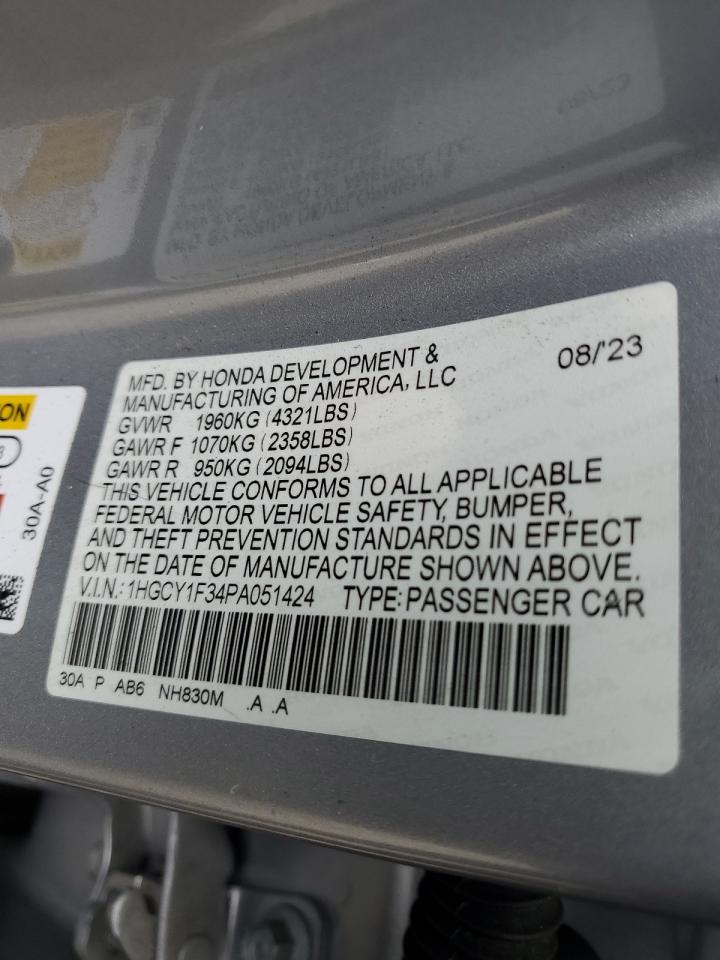 MFD. BY HONDA DEVELOPMENT &
MANUFACTURING OF AMERICA, LLC
08/'23
GVWR 1960KG (4321LBS)
GAWR F 1070KG (2358LBS)
GAWR R 950KG (2094LBS)
THIS VEHICLE CONFORMS TO ALL APPLICABLE
FEDERAL MOTOR VEHICLE SAFETY, BUMPER,
AND THEFT PREVENTION STANDARDS IN EFFECT
ON THE DATE OF MANUFACTURE SHOWN ABOVE.
V.I.N.: 1HGCY1F34PA051424 TYPE: PASSENGER CAR
30A P AB6 NH830M .A .A
30A-A0